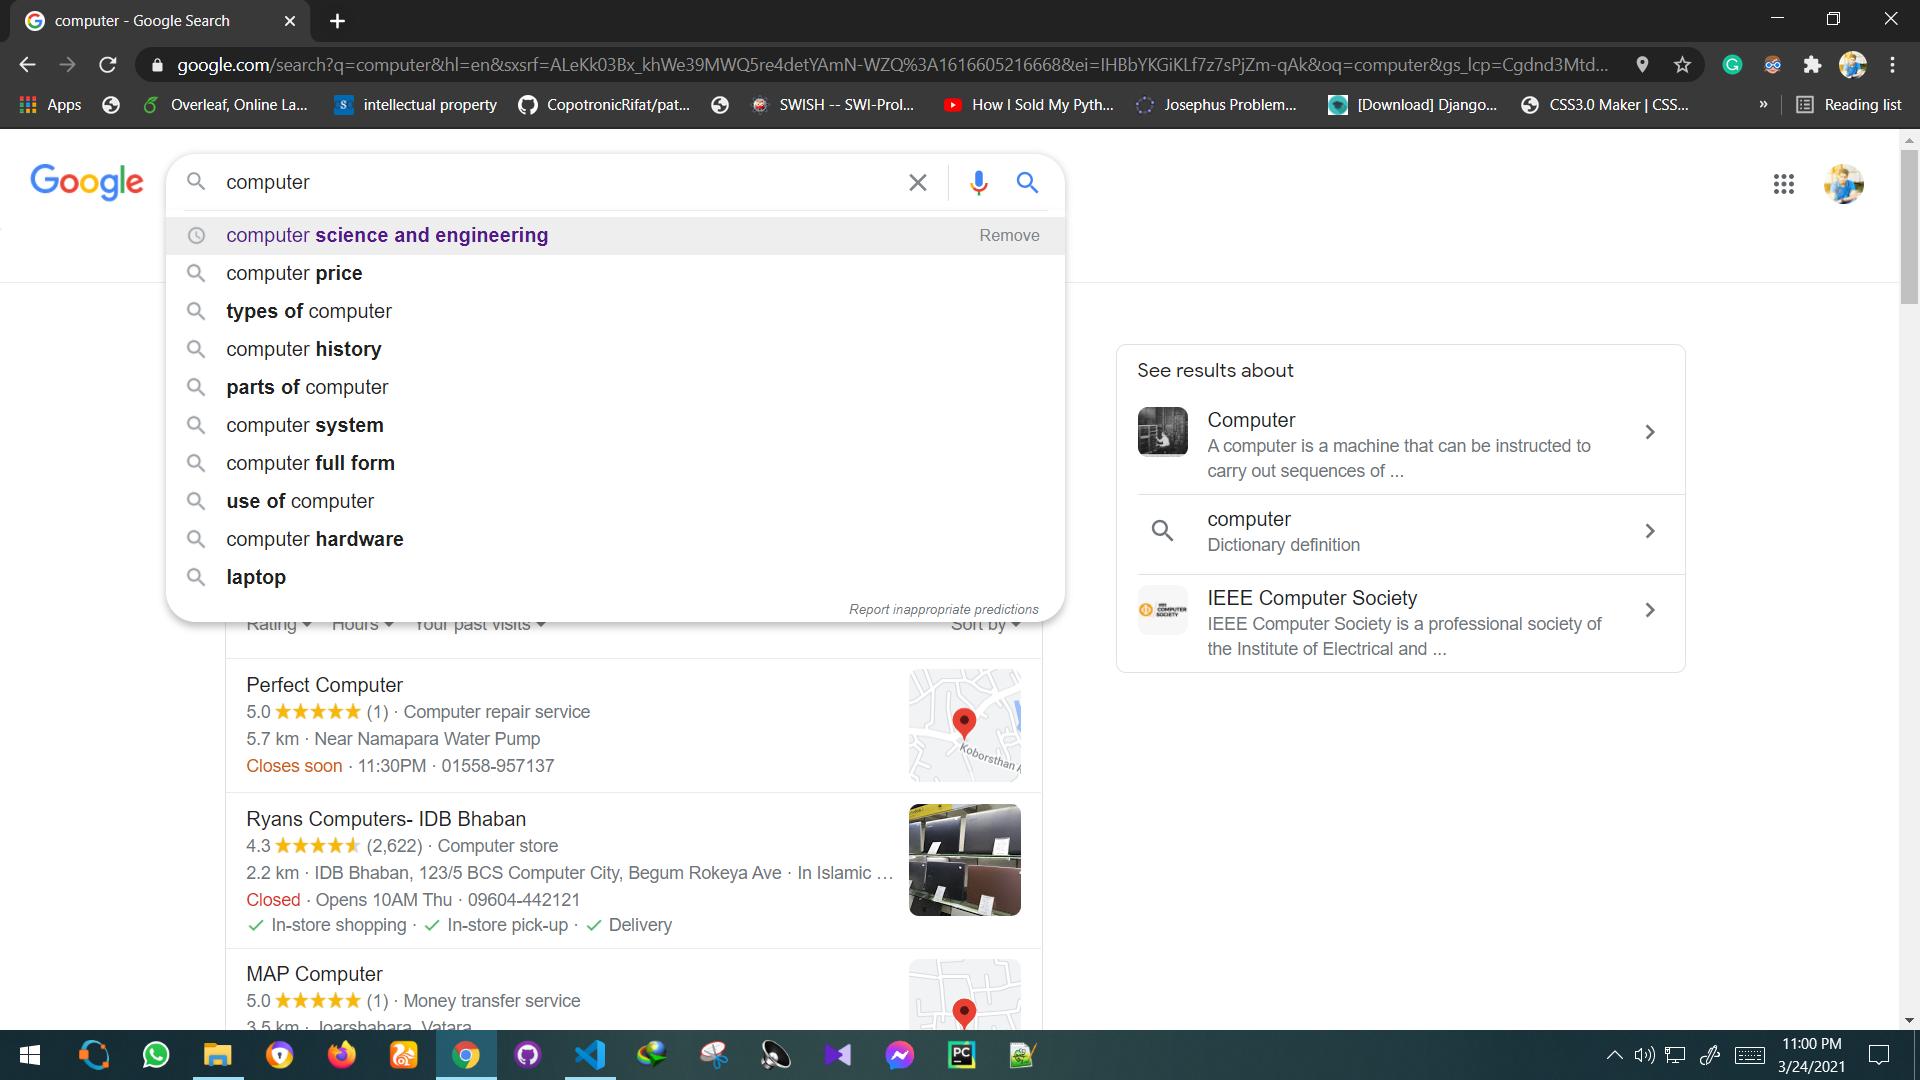 computer - Google Search
google.com/search?q=computer&hl=en&sxsrf=ALeKk03Bx_khWe39MWQ5re4detYAmN-WZQ%3A1616605216668&ei=IHBbYKGiKLf7z7sPjZm-qAk&oq=computer&gs_lcp=Cgdnd3Mtd...
Apps
Overleaf, Online La...
intellectual property
CopotronicRifat/pat...
SWISH -- SWI-Prol...
How I Sold My Pyth...
Josephus Problem...
[Download] Django...
CSS3.0 Maker | CSS...
»
Reading list
Google
computer
computer science and engineering
Remove
computer price
types of computer
computer history
parts of computer
computer system
computer full form
use of computer
computer hardware
laptop
Report inappropriate predictions
Rating
Hours
Your past visits
Sort by
Perfect Computer
5.0 (1) · Computer repair service
5.7 km · Near Namapara Water Pump
Closes soon · 11:30PM · 01558-957137
Koborsthan
Ryans Computers- IDB Bhaban
4.3 (2,622) · Computer store
2.2 km · IDB Bhaban, 123/5 BCS Computer City, Begum Rokeya Ave · In Islamic ...
Closed · Opens 10AM Thu · 09604-442121
In-store shopping · In-store pick-up · Delivery
MAP Computer
5.0 (1) · Money transfer service
3.5 km · Joarshahara, Vatara
See results about
Computer
A computer is a machine that can be instructed to
carry out sequences of ...
computer
Dictionary definition
COMPUTER
SOCIETY
IEEE Computer Society
IEEE Computer Society is a professional society of
the Institute of Electrical and ...
PC
11:00 PM
3/24/2021